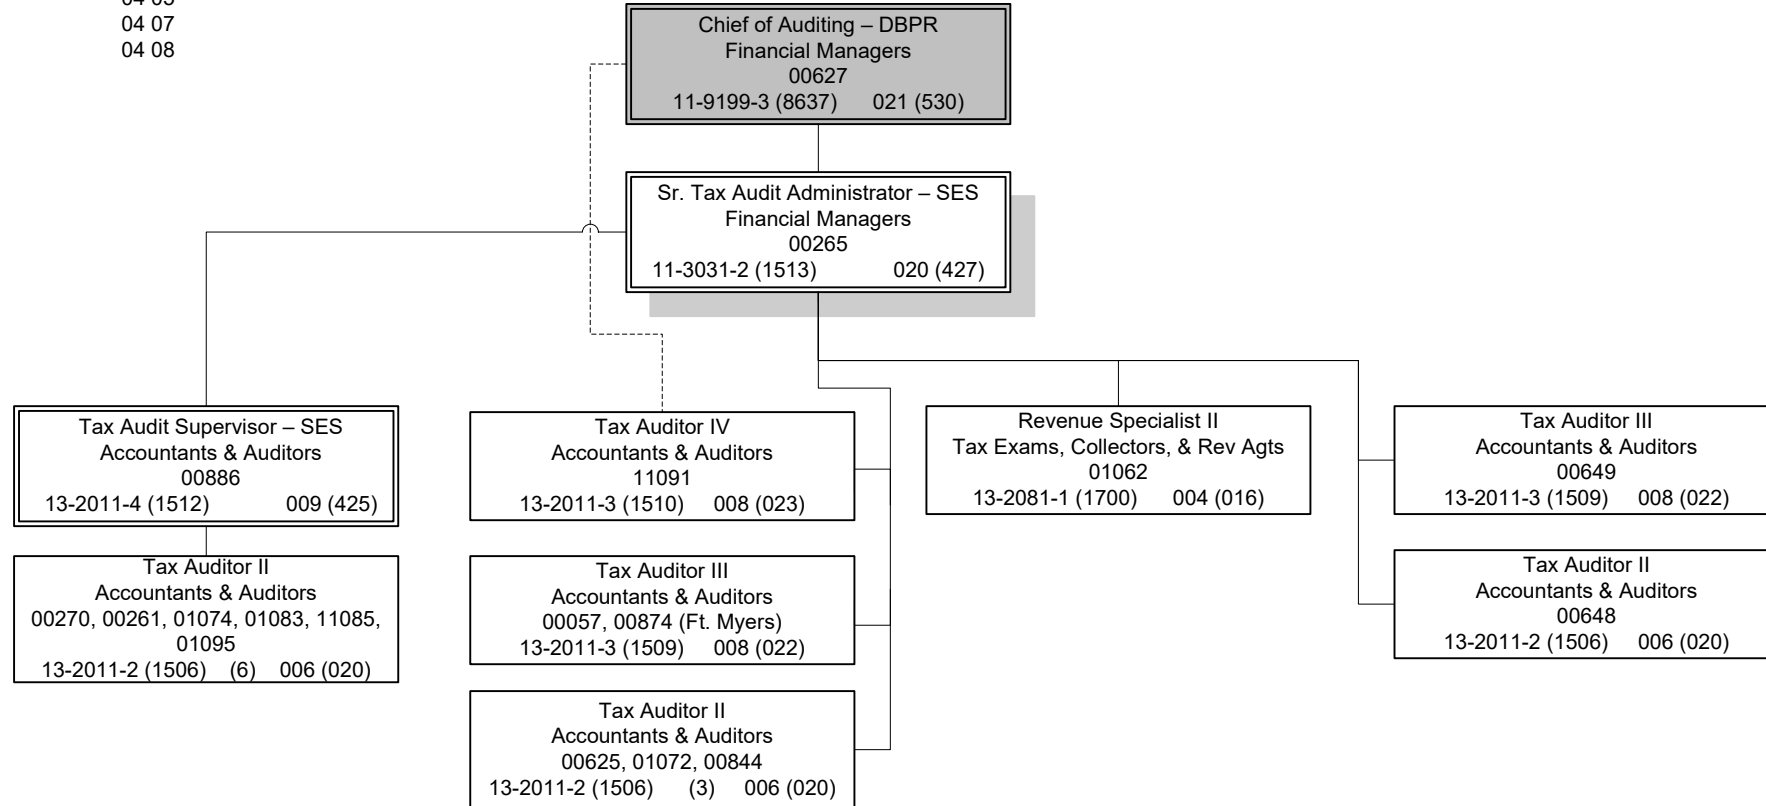 04 07
04 08
Chief of Auditing – DBPR
Financial Managers
00627
11-9199-3 (8637) 021 (530)
Sr. Tax Audit Administrator – SES
Financial Managers
00265
11-3031-2 (1513) 020 (427)
Tax Audit Supervisor – SES
Accountants & Auditors
00886
13-2011-4 (1512) 009 (425)
Tax Auditor II
Accountants & Auditors
00270, 00261, 01074, 01083, 11085,
01095
13-2011-2 (1506) (6) 006 (020)
Tax Auditor IV
Accountants & Auditors
11091
13-2011-3 (1510) 008 (023)
Tax Auditor III
Accountants & Auditors
00057, 00874 (Ft. Myers)
13-2011-3 (1509) 008 (022)
Tax Auditor II
Accountants & Auditors
00625, 01072, 00844
13-2011-2 (1506) (3) 006 (020)
Revenue Specialist II
Tax Exams, Collectors, & Rev Agts
01062
13-2081-1 (1700) 004 (016)
Tax Auditor III
Accountants & Auditors
00649
13-2011-3 (1509) 008 (022)
Tax Auditor II
Accountants & Auditors
00648
13-2011-2 (1506) 006 (020)